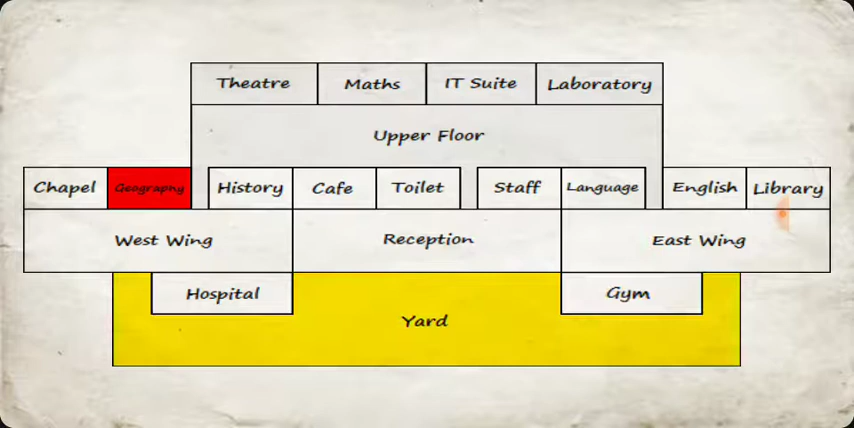 Theatre Maths IT Suite Laboratory
Upper Floor
Chapel Geography History Cafe Toilet Staff Language English Library
West Wing Reception East Wing
Hospital Gym
Yard